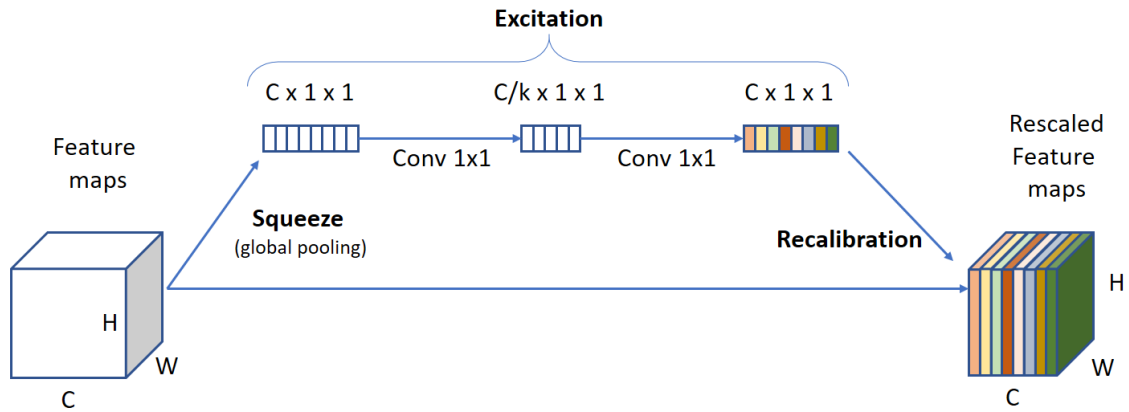 Excitation
C x 1 x 1
C/k x 1 x 1
C x 1 x 1
Conv 1x1
Conv 1x1
Feature
maps
Squeeze
(global pooling)
Recalibration
Rescaled
Feature
maps
H
W
C
H
W
C